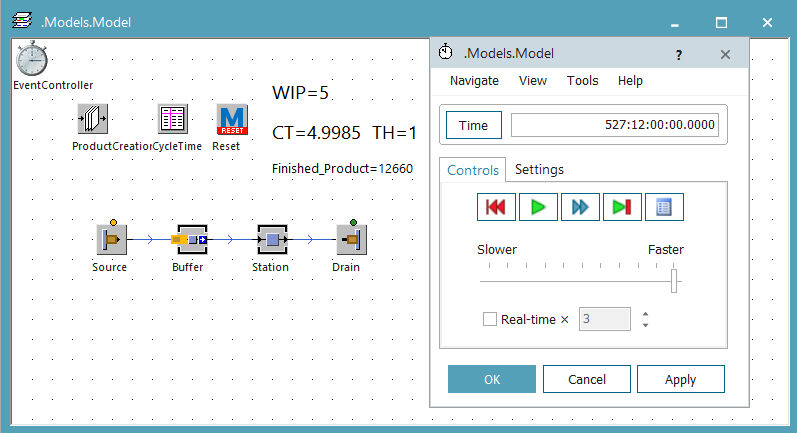 .Models.Model
EventController
WIP=5
CT=4.9985 TH=1
ProductCreation
CycleTime
Reset
M
RESET
Finished_Product=12660
Source
Buffer
Station
Drain
.Models.Model
?
Navigate View Tools Help
Time
527:12:00:00.0000
Controls Settings
Slower Faster
Real-time × 3
OK Cancel Apply